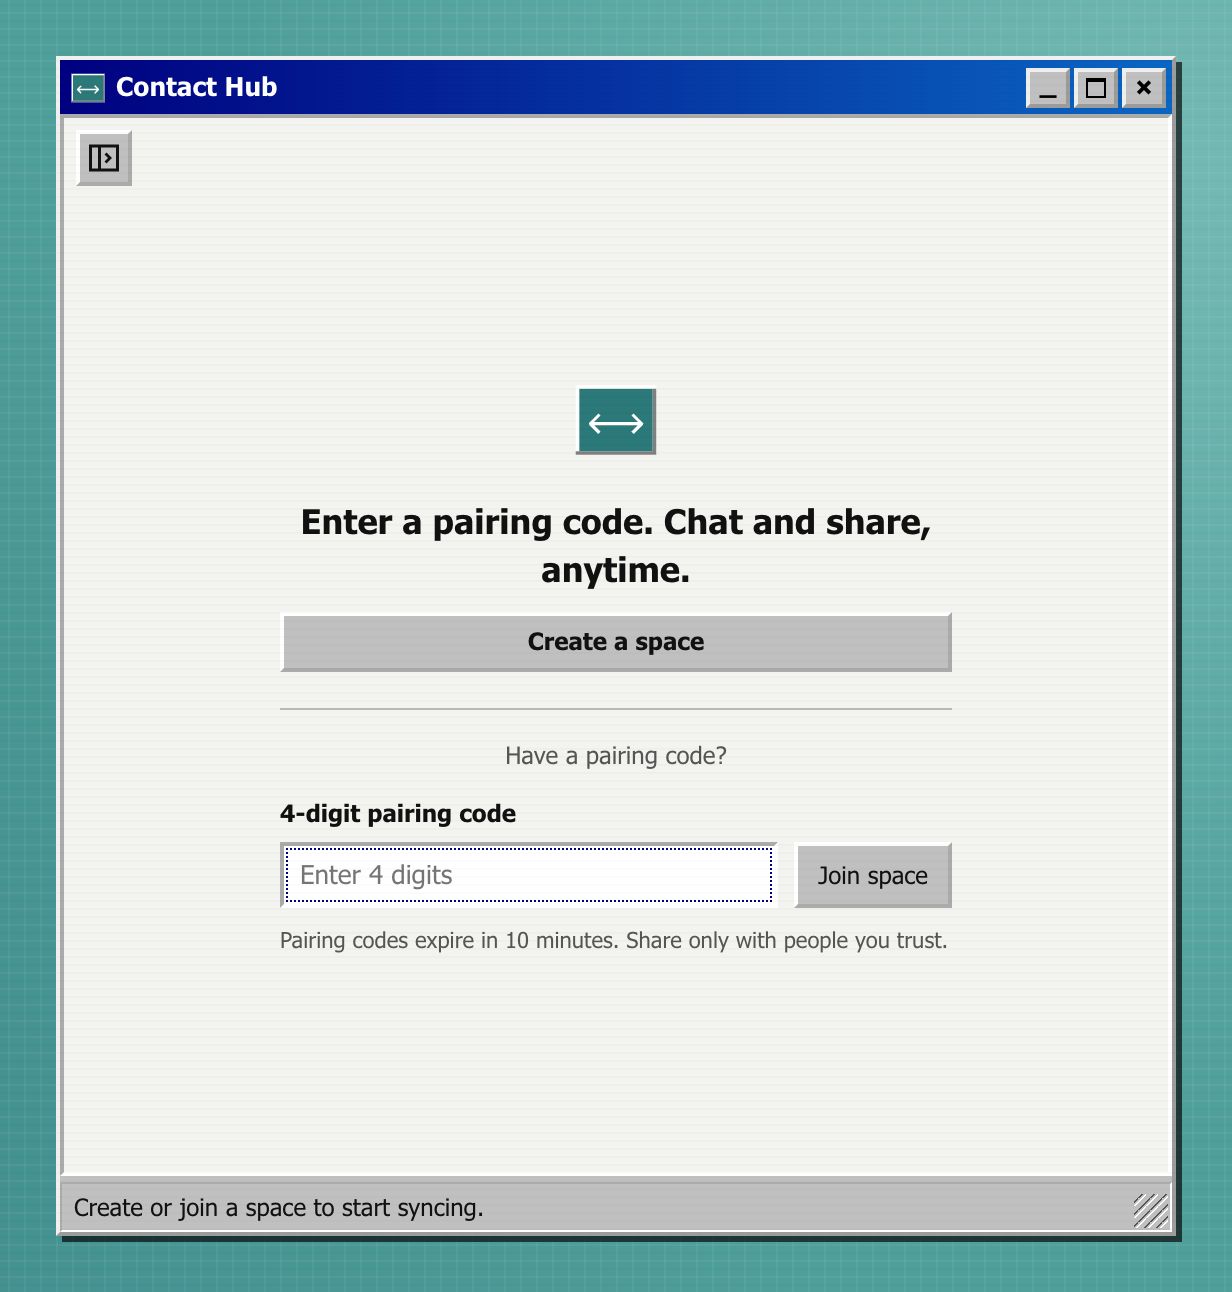 Contact Hub
Enter a pairing code. Chat and share,
anytime.
Create a space
Have a pairing code?
4-digit pairing code
Enter 4 digits
Join space
Pairing codes expire in 10 minutes. Share only with people you trust.
Create or join a space to start syncing.